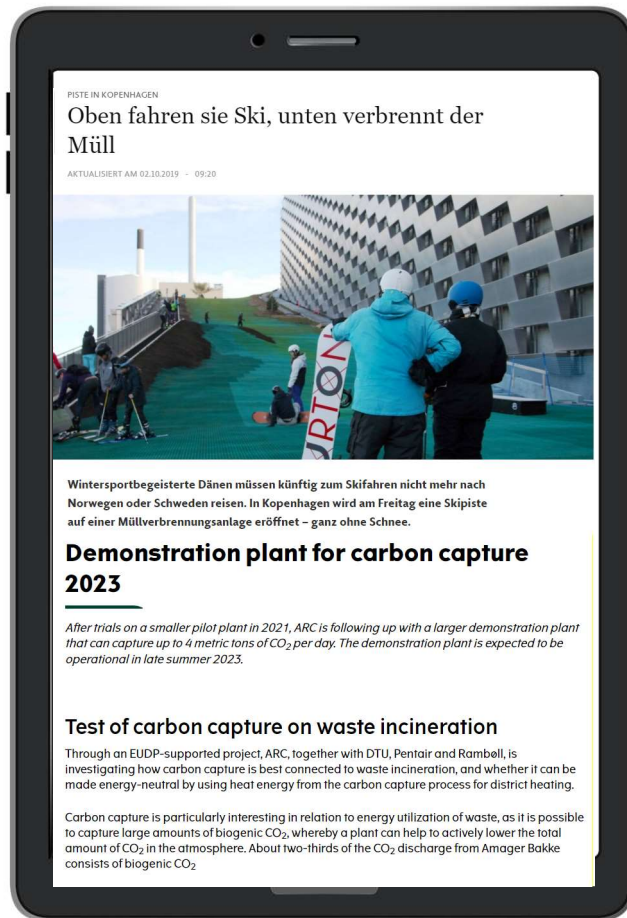 PISTE IN KOPENHAGEN
Oben fahren sie Ski, unten verbrennt der
Müll
AKTUALISIERT AM 02.10.2019 - 09:20
URTON
Wintersportbegeisterte Dänen müssen künftig zum Skifahren nicht mehr nach
Norwegen oder Schweden reisen. In Kopenhagen wird am Freitag eine Skipiste
auf einer Müllverbrennungsanlage eröffnet – ganz ohne Schnee.
Demonstration plant for carbon capture
2023
After trials on a smaller pilot plant in 2021, ARC is following up with a larger demonstration plant
that can capture up to 4 metric tons of CO₂ per day. The demonstration plant is expected to be
operational in late summer 2023.
Test of carbon capture on waste incineration
Through an EUDP-supported project, ARC, together with DTU, Pentair and Rambøll, is
investigating how carbon capture is best connected to waste incineration, and whether it can be
made energy-neutral by using heat energy from the carbon capture process for district heating.
Carbon capture is particularly interesting in relation to energy utilization of waste, as it is possible
to capture large amounts of biogenic CO₂, whereby a plant can help to actively lower the total
amount of CO₂ in the atmosphere. About two-thirds of the CO₂ discharge from Amager Bakke
consists of biogenic CO₂